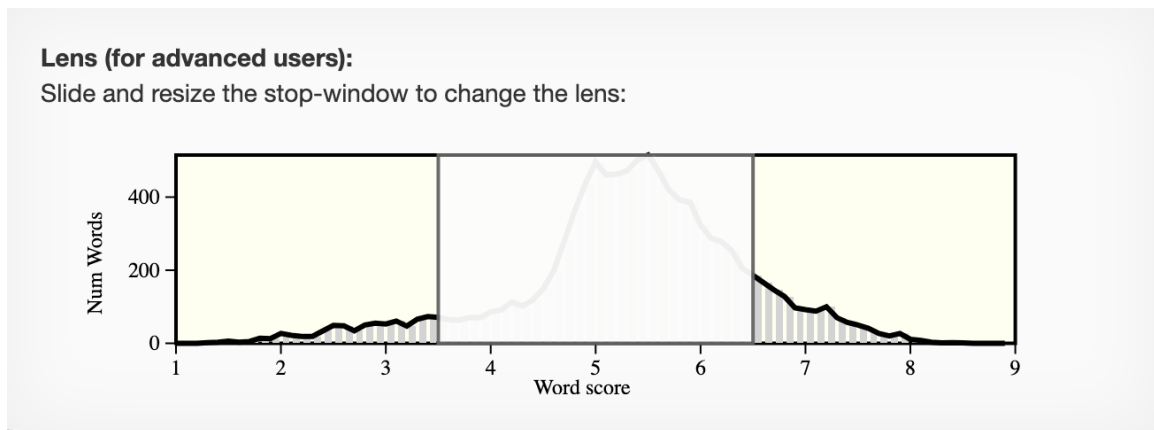 Lens (for advanced users):
Slide and resize the stop-window to change the lens:
Num Words
400
200
0
1 2 3 4 5 6 7 8 9
Word score